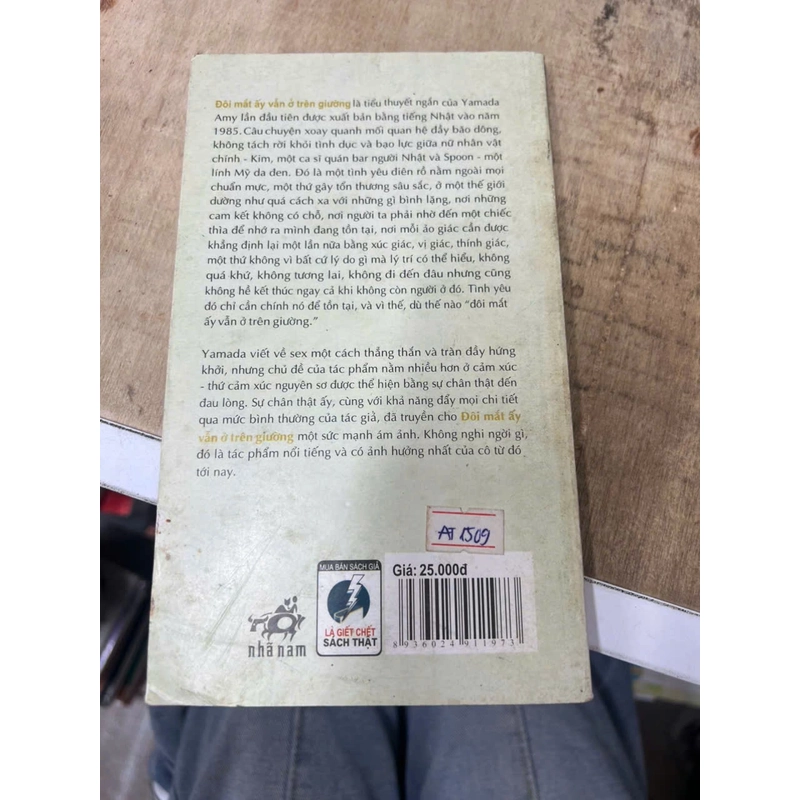 Đôi mắt ấy vẫn ở trên giường là tiểu thuyết ngắn của Yamada
Amy lần đầu tiên được xuất bản bằng tiếng Nhật vào năm
1985. Câu chuyện xoay quanh mối quan hệ đầy bão dông,
không tách rời khỏi tình dục và bạo lực giữa nữ nhân vật
chính - Kim, một ca sĩ quán bar người Nhật và Spoon - một
lính Mỹ da đen. Đó là một tình yêu điên rồ nằm ngoài mọi
chuẩn mực, một thứ gây tổn thương sâu sắc, ở một thế giới
dường như quá cách xa với những gì bình lặng, nơi những
cam kết không có chỗ, nơi người ta phải nhờ đến một chiếc
thìa để nhớ ra mình đang tồn tại, nơi mỗi ảo giác cần được
khẳng định lại một lần nữa bằng xúc giác, vị giác, thính giác,
một thứ không vì bất cứ lý do gì mà lý trí có thể hiểu, không
quá khứ, không tương lai, không đi đến đâu nhưng cũng
không hề kết thúc ngay cả khi không còn người ở đó. Tình yêu
đó chỉ cần chính nó để tồn tại, và vì thế, dù thế nào "đôi mắt
ấy vẫn ở trên giường."
Yamada viết về sex một cách thẳng thắn và tràn đầy hứng
khởi, nhưng chủ đề của tác phẩm nằm nhiều hơn ở cảm xúc
- thứ cảm xúc nguyên sơ được thể hiện bằng sự chân thật đến
đau lòng. Sự chân thật ấy, cùng với khả năng đẩy mọi chi tiết
qua mức bình thường của tác giả, đã truyền cho Đôi mắt ấy
vẫn ở trên giường một sức mạnh ám ảnh. Không nghi ngờ gì,
đó là tác phẩm nổi tiếng và có ảnh hưởng nhất của cô từ đó
tới nay.
AT 1509
MUA BÁN SÁCH GIẢ
LÀ GIẾT CHẾT
SÁCH THẬT
Giá: 25.000đ
8 936024 911973
nhã nam